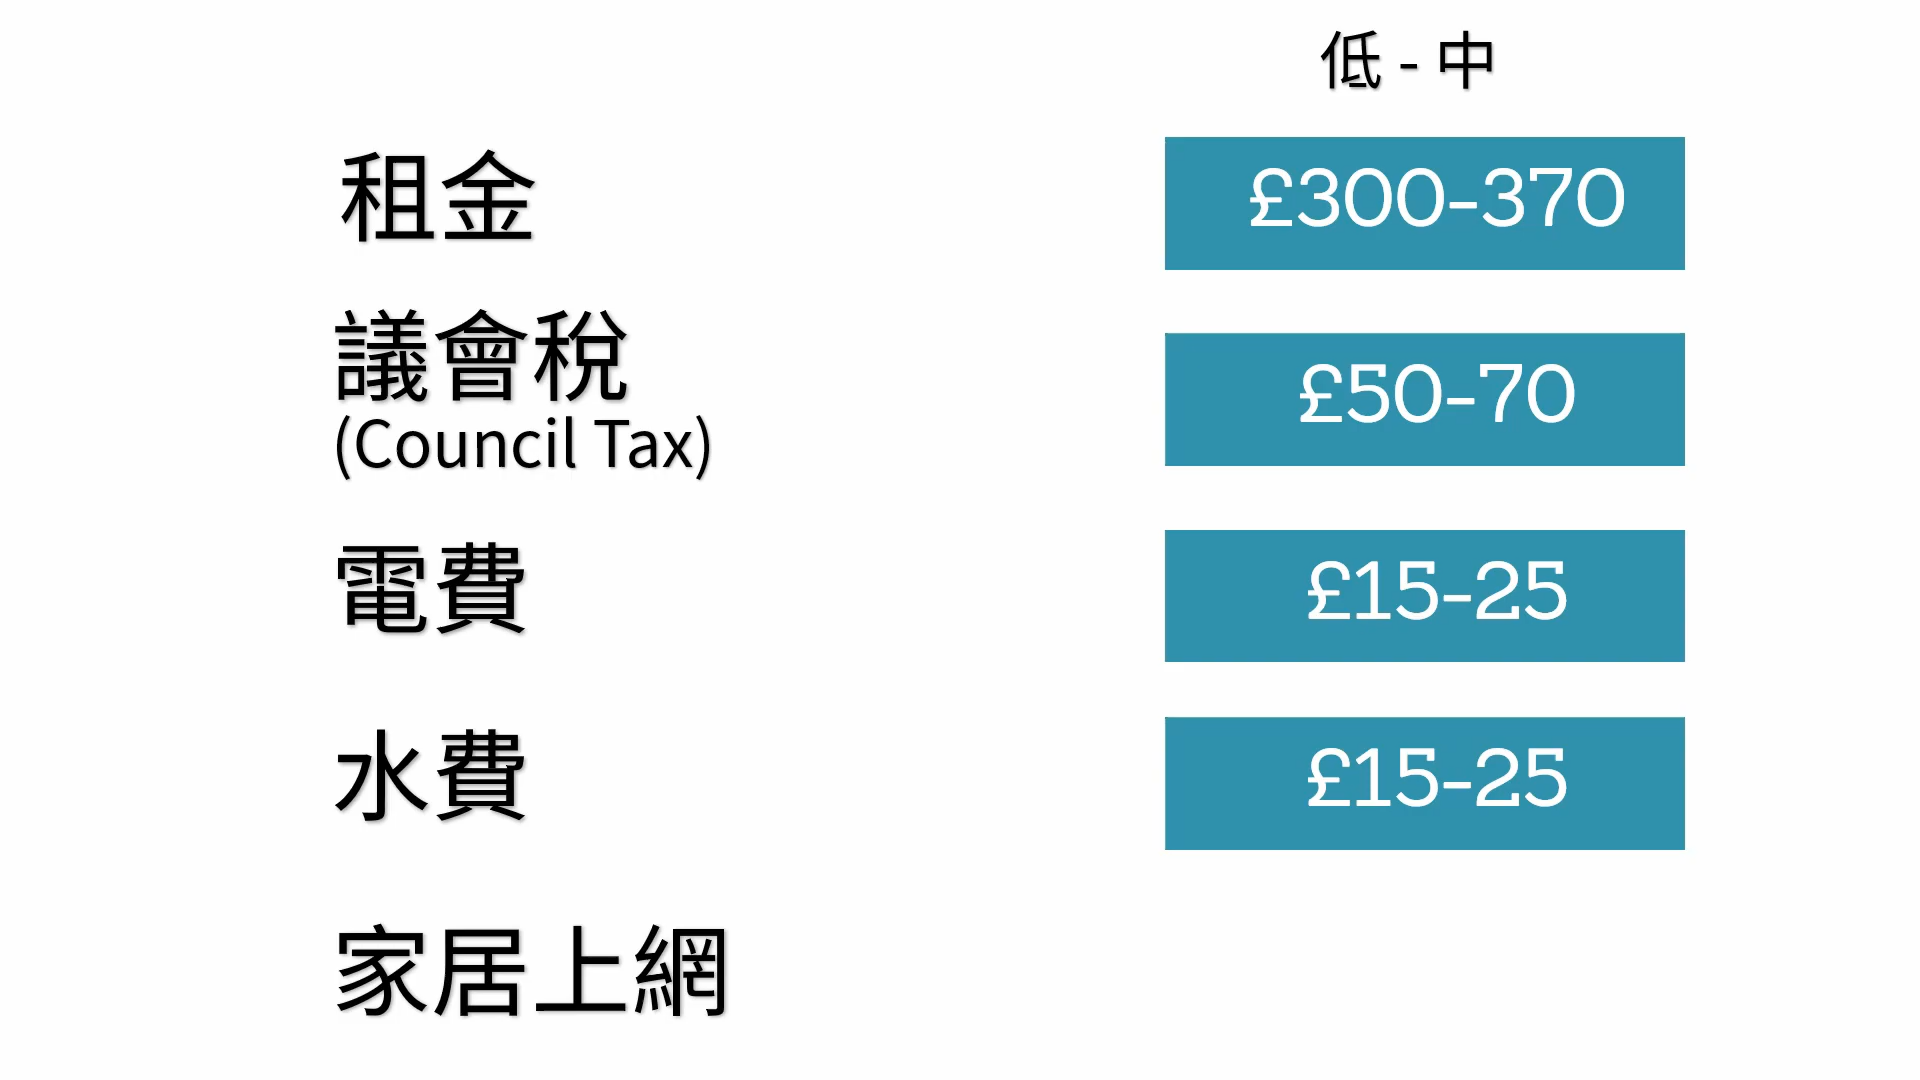 低 - 中
租金
£300-370
議會稅
(Council Tax)
£50-70
電費
£15-25
水費
£15-25
家居上網